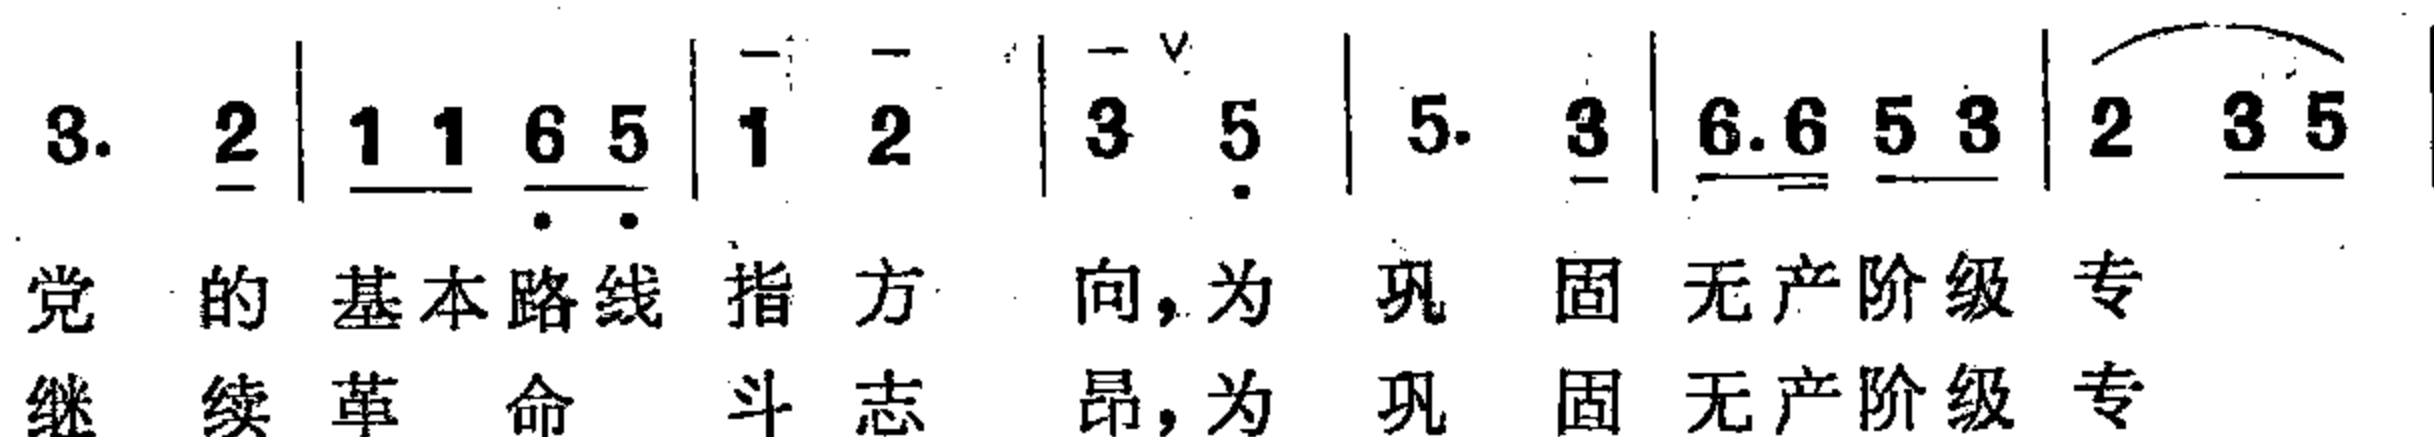 3. 2 | 1 1 6 5 | 1 2 | 3 5 | 5. 3 | 6.6 5 3 | 2 3 5 |
党的基本路线指方向，为巩固无产阶级专
继续革命斗志昂，为巩固无产阶级专